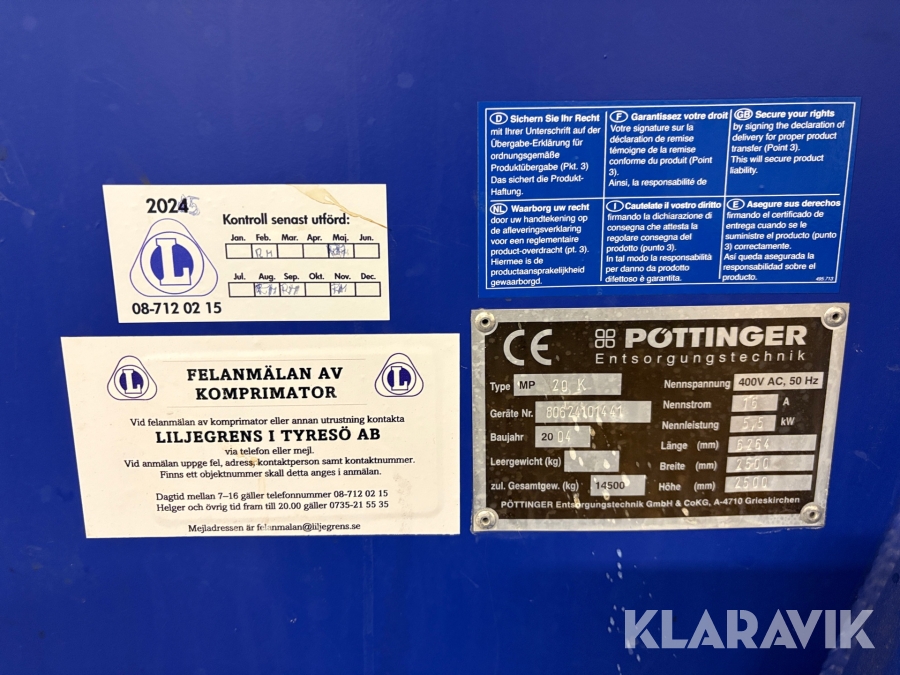 2024
Kontroll senast utförd:
Jan. Feb. Mar. Apr. Maj. Jun.
Jul. Aug. Sep. Okt. Nov. Dec.
L
08-712 02 15
FELANMÄLAN AV
KOMPRIMATOR
L
L
Vid felanmälan av komprimator eller annan utrustning kontakta
LILJEGRENS I TYRESÖ AB
via telefon eller mejl.
Vid anmälan uppge fel, adress, kontaktperson samt kontaktnummer.
Finns ett objektnummer skall detta anges i anmälan.
Dagtid mellan 7–16 gäller telefonnummer 08-712 02 15
Helger och övrig tid fram till 20.00 gäller 0735-21 55 35
Mejladressen är felanmalan@liljegrens.se
D Sichern Sie Ihr Recht
mit Ihrer Unterschrift auf der
Übergabe-Erklärung für
ordnungsgemäße
Produktübergabe (Pkt. 3)
Das sichert die Produkt-
Haftung.
F Garantissez votre droit
Votre signature sur la
déclaration de remise
témoigne de la remise
conforme du produit (Point
3).
Ainsi, la responsabilité de
GB Secure your rights
by signing the declaration of
delivery for proper product
transfer (Point 3).
This will secure product
liability.
NL Waarborg uw recht
door uw handtekening op
de afleveringsverklaring
voor een reglementaire
product-overdracht (pt. 3).
Hiermee is de
productaansprakelijkheid
gewaarborgd.
I Cautelate il vostro diritto
firmando la dichiarazione di
consegna che attesta la
regolare consegna del
prodotto (punto 3).
In tal modo la responsabilità
per danno da prodotto
difettoso è garantita.
E Asegure sus derechos
firmando el certificado de
entrega cuando se le
suministre el producto (punto
3) correctamente.
Así queda asegurada la
responsabilidad sobre el
producto.
CE PÖTTINGER
Entsorgungstechnik
Type MP 20 K
Geräte Nr. 80624101441
Baujahr 2004
Leergewicht (kg)
zul. Gesamtgew. (kg) 14500
Nennspannung 400V AC, 50 Hz
Nennstrom 16 A
Nennleistung 5,5 kW
Länge (mm) 6264
Breite (mm) 2500
Höhe (mm) 2500
PÖTTINGER Entsorgungstechnik GmbH & CoKG, A-4710 Grieskirchen
KLARAVIK